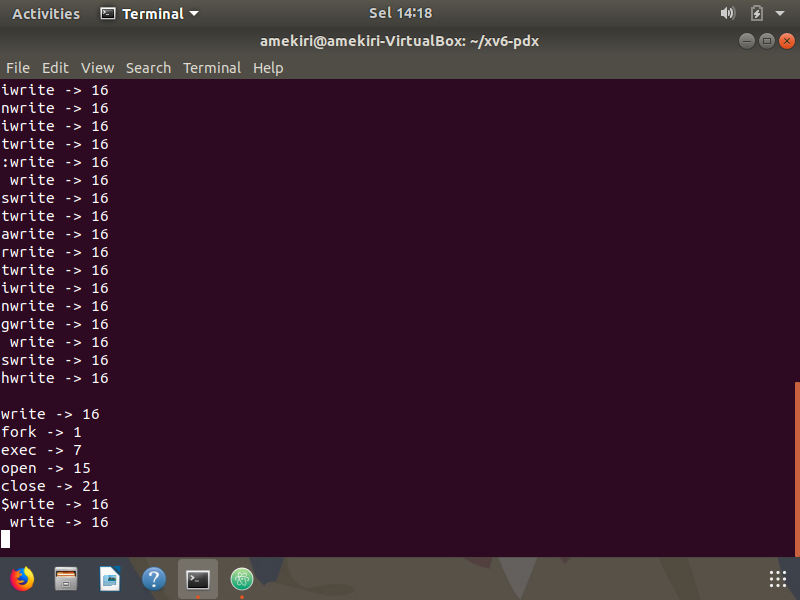 Activities Terminal Sel 14:18
amekiri@amekiri-VirtualBox: ~/xv6-pdx
File Edit View Search Terminal Help
iwrite -> 16
nwrite -> 16
iwrite -> 16
twrite -> 16
:write -> 16
 write -> 16
swrite -> 16
twrite -> 16
awrite -> 16
rwrite -> 16
twrite -> 16
iwrite -> 16
nwrite -> 16
gwrite -> 16
 write -> 16
swrite -> 16
hwrite -> 16

write -> 16
fork -> 1
exec -> 7
open -> 15
close -> 21
$write -> 16
 write -> 16